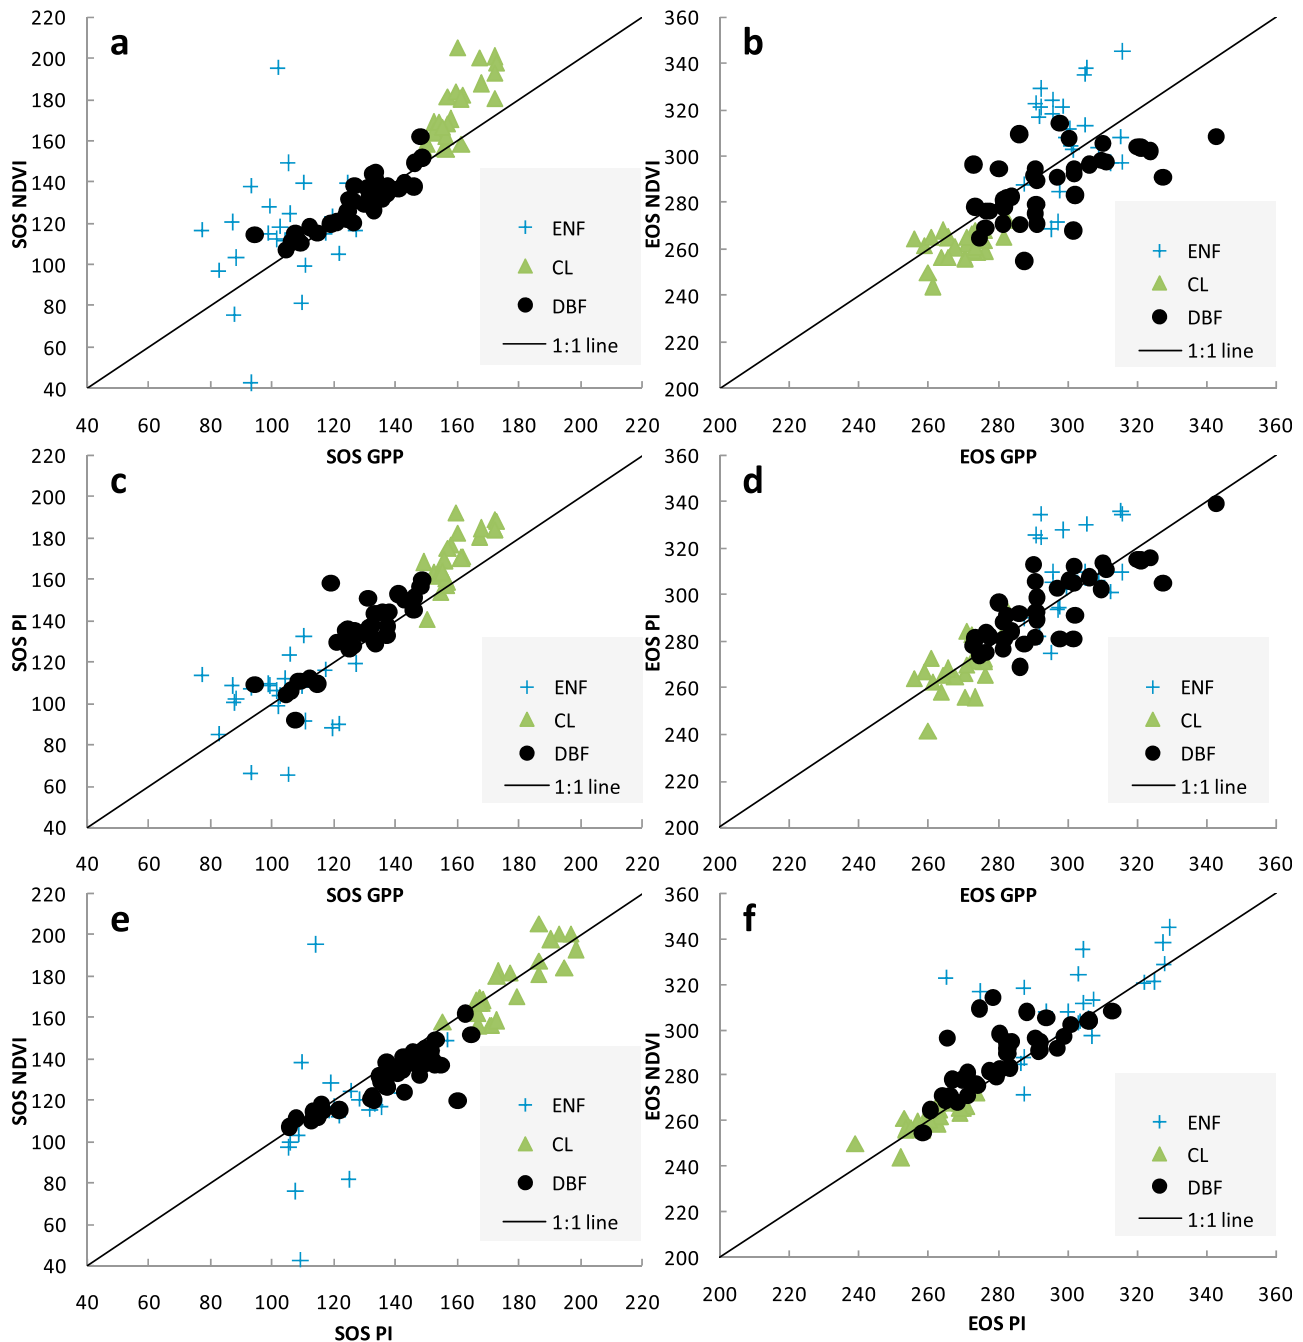 a
220
200
180
160
140
120
100
80
60
40
SOS NDVI
40 60 80 100 120 140 160 180 200 220
SOS GPP
ENF
CL
DBF
1:1 line
b
360
340
320
300
280
260
240
220
200
EOS NDVI
200 220 240 260 280 300 320 340 360
EOS GPP
ENF
CL
DBF
1:1 line
c
220
200
180
160
140
120
100
80
60
40
SOS PI
40 60 80 100 120 140 160 180 200 220
SOS GPP
ENF
CL
DBF
1:1 line
d
360
340
320
300
280
260
240
220
200
EOS PI
200 220 240 260 280 300 320 340 360
EOS GPP
ENF
CL
DBF
1:1 line
e
220
200
180
160
140
120
100
80
60
40
SOS NDVI
40 60 80 100 120 140 160 180 200 220
SOS PI
ENF
CL
DBF
1:1 line
f
360
340
320
300
280
260
240
220
200
EOS NDVI
200 220 240 260 280 300 320 340 360
EOS PI
ENF
CL
DBF
1:1 line